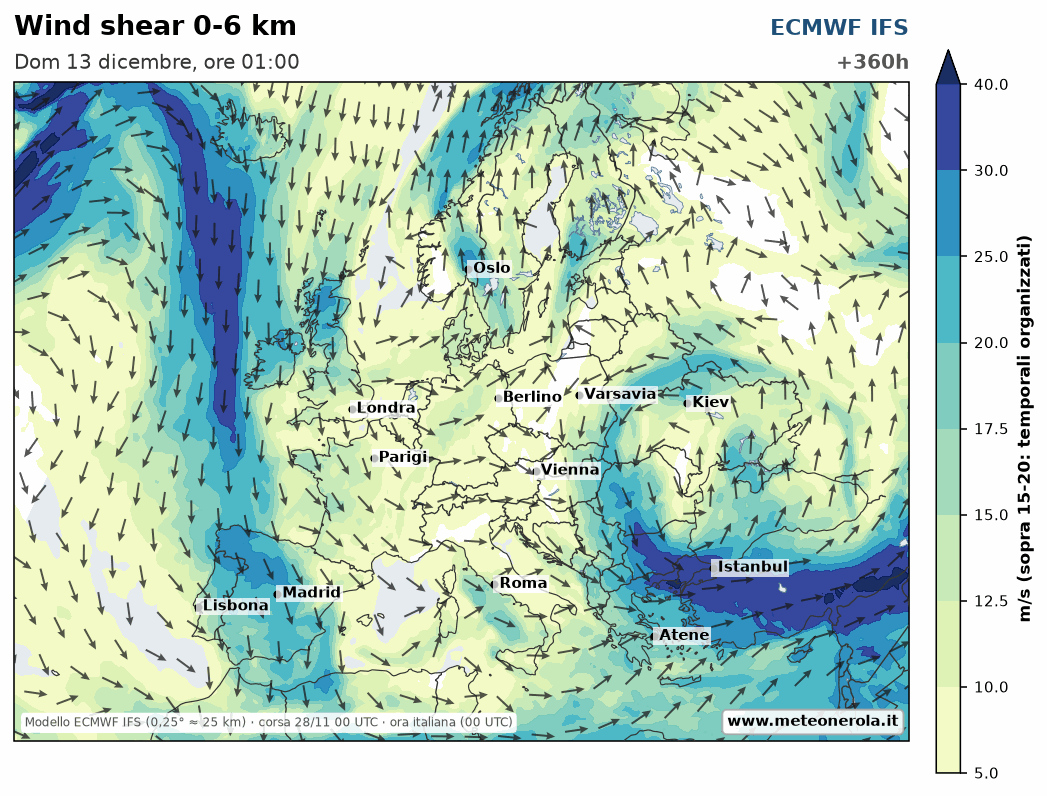 Wind shear 0-6 km
ECMWF IFS
Dom 13 dicembre, ore 01:00
+360h
40.0
30.0
25.0
20.0
17.5
15.0
12.5
10.0
5.0
m/s (sopra 15-20: temporali organizzati)
Oslo
Berlino
Varsavia
Kiev
Londra
Parigi
Vienna
Istanbul
Roma
Madrid
Lisbona
Atene
Modello ECMWF IFS (0,25° ≈ 25 km) · corsa 28/11 00 UTC · ora italiana (00 UTC)
www.meteonerola.it